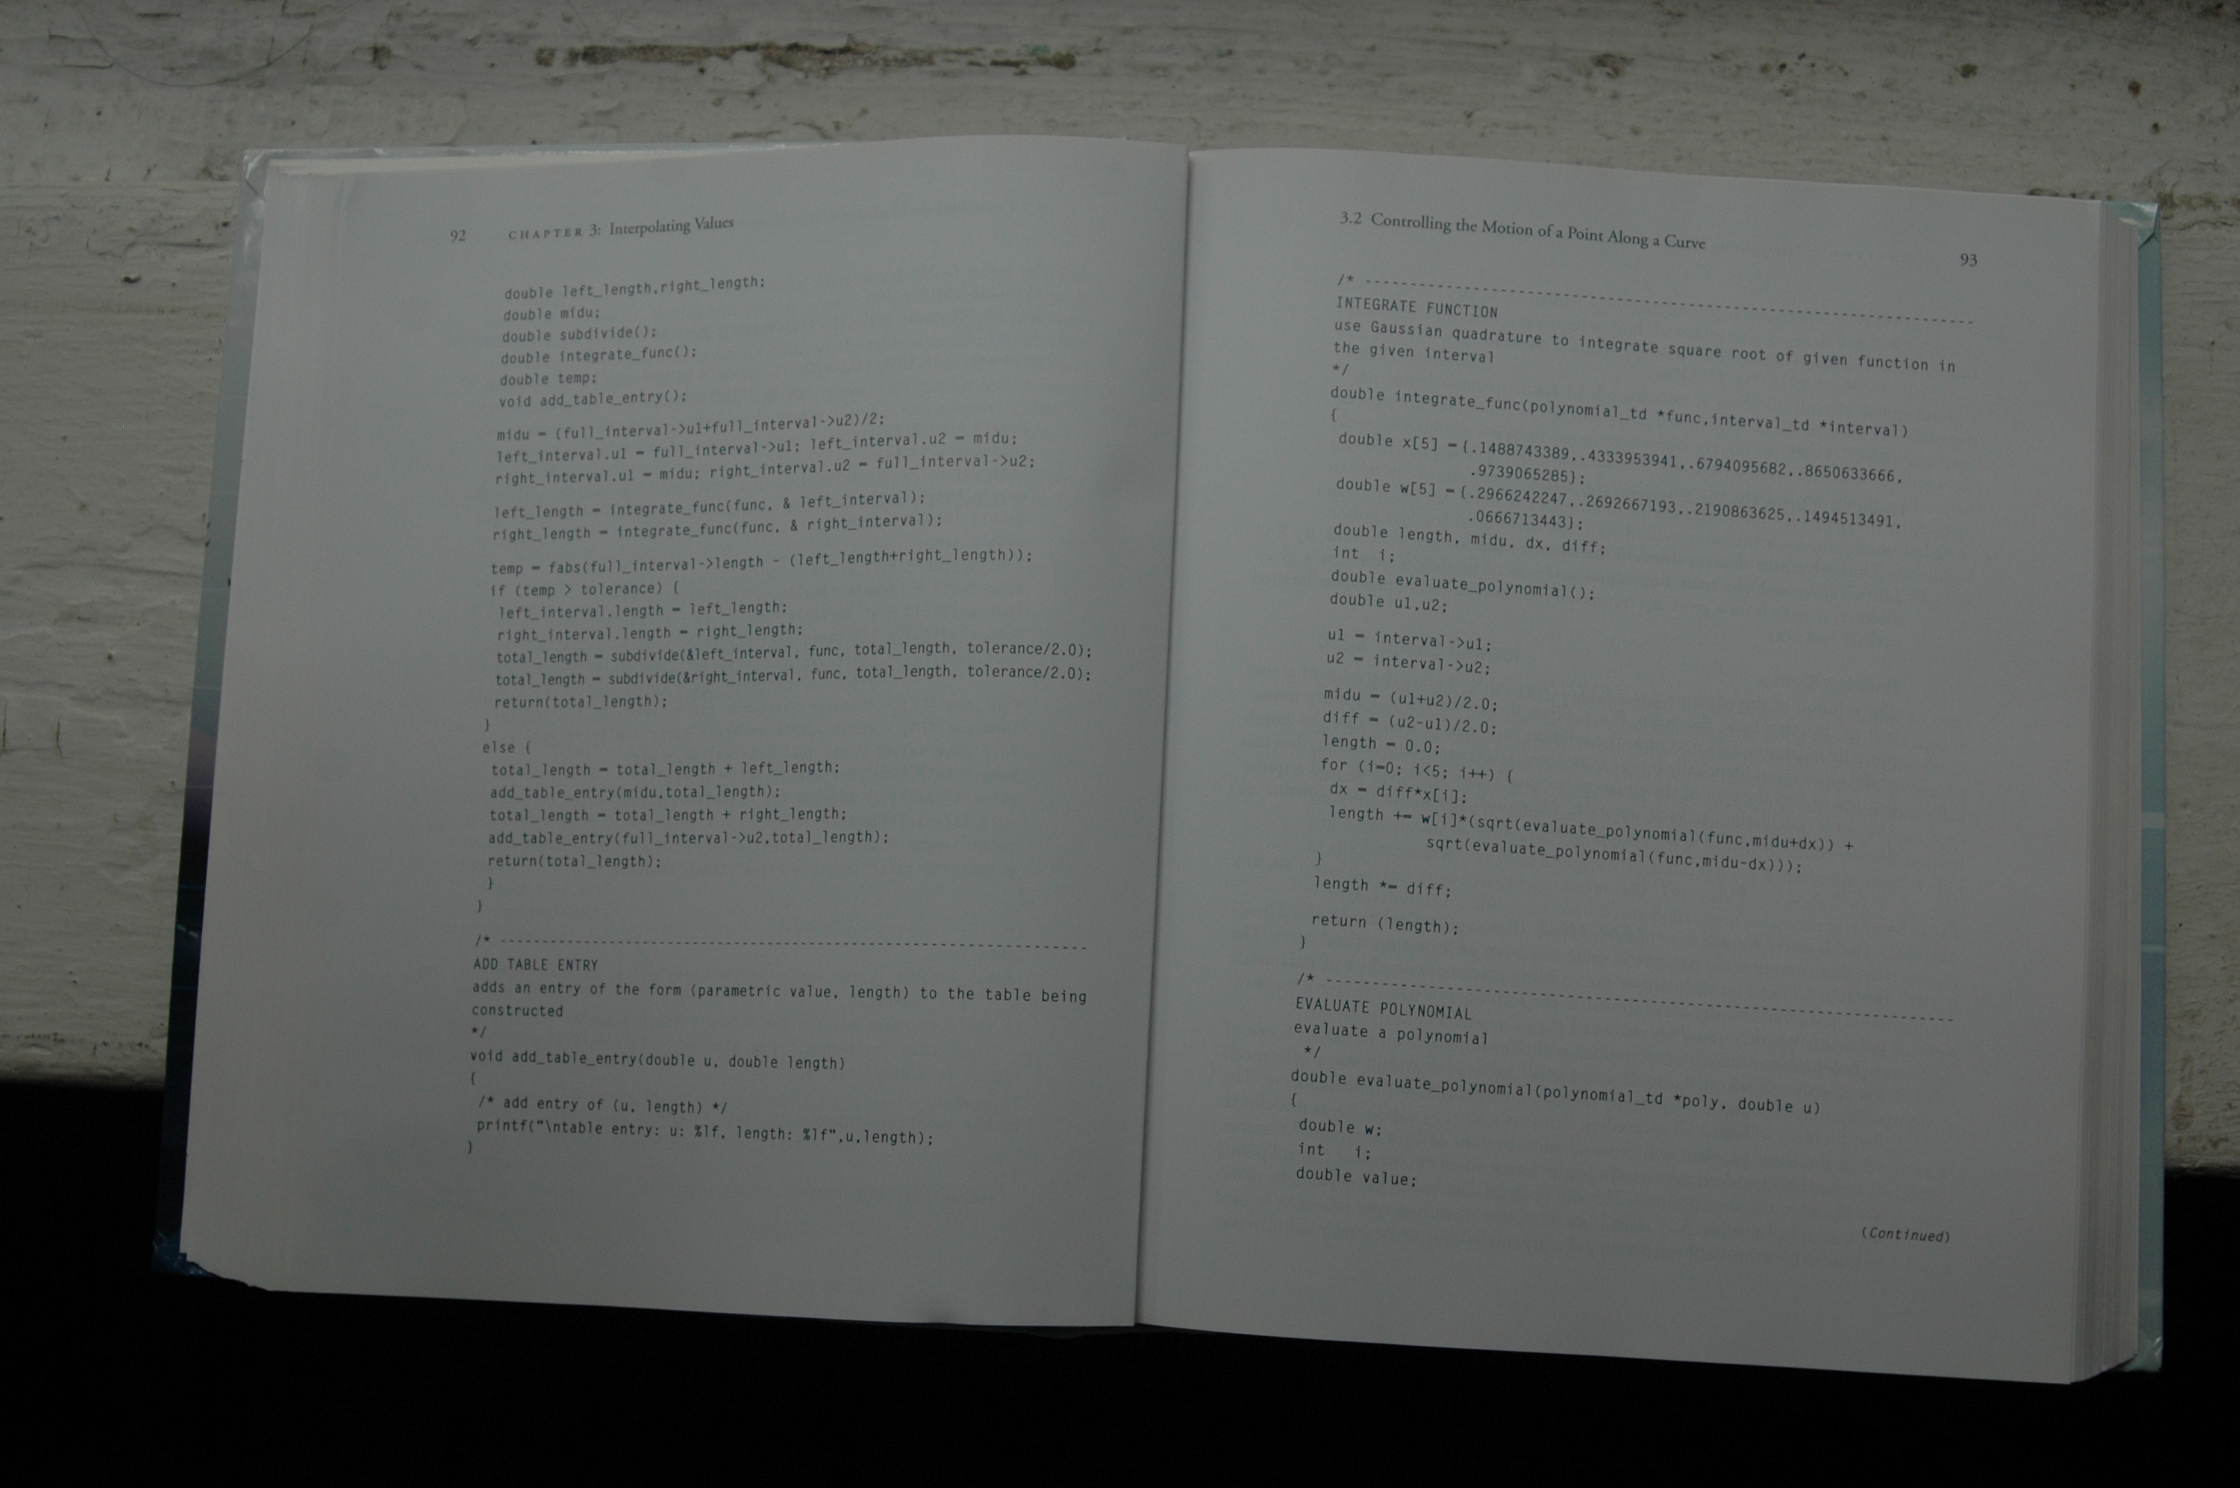 92 CHAPTER 3: Interpolating Values
double left_length,right_length;
double midu;
double subdivide();
double integrate_func();
double temp;
void add_table_entry();
midu = (full_interval->u1+full_interval->u2)/2;
left_interval.u1 = full_interval->u1; left_interval.u2 = midu;
right_interval.u1 = midu; right_interval.u2 = full_interval->u2;
left_length = integrate_func(func, & left_interval);
right_length = integrate_func(func, & right_interval);
temp = fabs(full_interval->length - (left_length+right_length));
if (temp > tolerance) {
left_interval.length = left_length;
right_interval.length = right_length;
total_length = subdivide(&left_interval, func, total_length, tolerance/2.0);
total_length = subdivide(&right_interval, func, total_length, tolerance/2.0);
return(total_length);
}
else {
total_length = total_length + left_length;
add_table_entry(midu,total_length);
total_length = total_length + right_length;
add_table_entry(full_interval->u2,total_length);
return(total_length);
}
}
/* ----------------------------------------------------------------------
ADD TABLE ENTRY
adds an entry of the form (parametric value, length) to the table being
constructed
*/
void add_table_entry(double u, double length)
{
/* add entry of (u, length) */
printf("\ntable entry: u: %lf, length: %lf",u,length);
}
3.2 Controlling the Motion of a Point Along a Curve 93
/* ----------------------------------------------------------------------
INTEGRATE FUNCTION
use Gaussian quadrature to integrate square root of given function in
the given interval
*/
double integrate_func(polynomial_td *func,interval_td *interval)
{
double x[5] = {.1488743389,.4333953941,.6794095682,.8650633666,
.9739065285};
double w[5] = {.2966242247,.2692667193,.2190863625,.1494513491,
.0666713443};
double length, midu, dx, diff;
int i;
double evaluate_polynomial();
double u1,u2;
u1 = interval->u1;
u2 = interval->u2;
midu = (u1+u2)/2.0;
diff = (u2-u1)/2.0;
length = 0.0;
for (i=0; i<5; i++) {
dx = diff*x[i];
length += w[i]*(sqrt(evaluate_polynomial(func,midu+dx)) +
sqrt(evaluate_polynomial(func,midu-dx)));
}
length *= diff;
return (length);
}
/* ----------------------------------------------------------------------
EVALUATE POLYNOMIAL
evaluate a polynomial
*/
double evaluate_polynomial(polynomial_td *poly, double u)
{
double w;
int i;
double value;
(Continued)